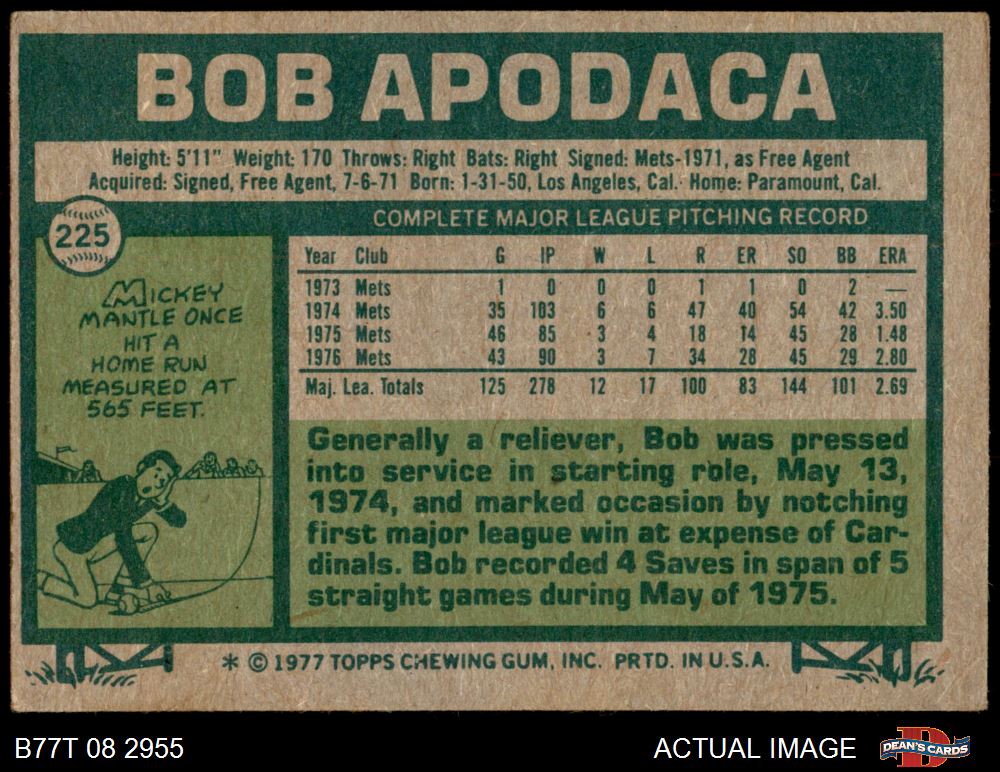 BOB APODACA
Height: 5'11" Weight: 170 Throws: Right Bats: Right Signed: Mets-1971, as Free Agent
Acquired: Signed, Free Agent, 7-6-71 Born: 1-31-50, Los Angeles, Cal. Home: Paramount, Cal.
225
MICKEY
MANTLE ONCE
HIT A
HOME RUN
MEASURED AT
565 FEET.
COMPLETE MAJOR LEAGUE PITCHING RECORD
Year Club G IP W L R ER SO BB ERA
1973 Mets 1 0 0 0 1 1 0 2 —
1974 Mets 35 103 6 6 47 40 54 42 3.50
1975 Mets 46 85 3 4 18 14 45 28 1.48
1976 Mets 43 90 3 7 34 28 45 29 2.80
Maj. Lea. Totals 125 278 12 17 100 83 144 101 2.69
Generally a reliever, Bob was pressed
into service in starting role, May 13,
1974, and marked occasion by notching
first major league win at expense of Car-
dinals. Bob recorded 4 Saves in span of 5
straight games during May of 1975.
* © 1977 TOPPS CHEWING GUM, INC. PRTD. IN U.S.A.
B77T 08 2955
ACTUAL IMAGE
D
DEAN'S CARDS